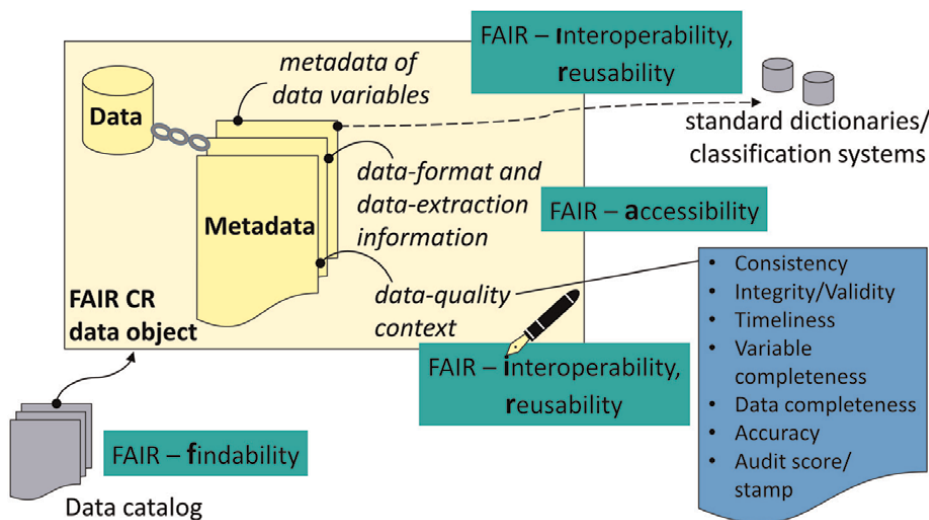 FAIR – interoperability,
reusability
metadata of
data variables
Data
standard dictionaries/
classification systems
data-format and
data-extraction
information
Metadata
FAIR – accessibility
FAIR CR
data object
data-quality
context
• Consistency
• Integrity/Validity
• Timeliness
• Variable
completeness
• Data completeness
• Accuracy
• Audit score/
stamp
FAIR – interoperability,
reusability
FAIR – findability
Data catalog